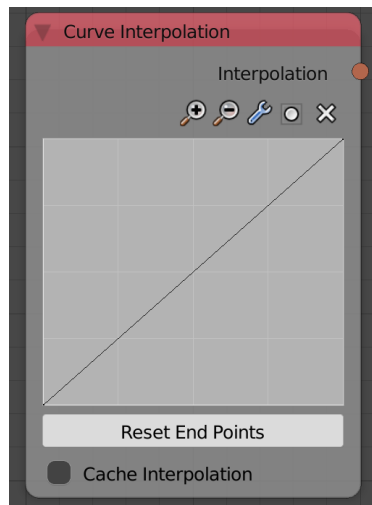 Curve Interpolation
Interpolation
Reset End Points
Cache Interpolation